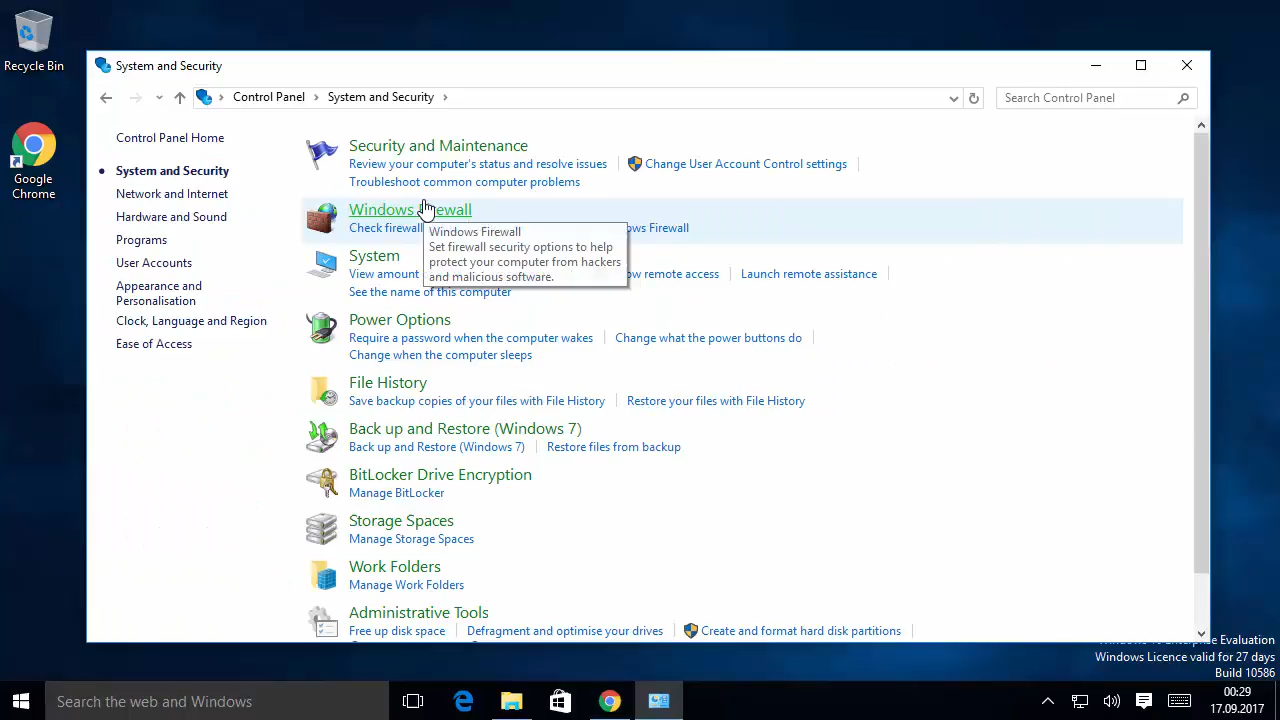 Recycle Bin
Google
Chrome
System and Security
Control Panel
System and Security
Search Control Panel
Control Panel Home
System and Security
Network and Internet
Hardware and Sound
Programs
User Accounts
Appearance and
Personalisation
Clock, Language and Region
Ease of Access
Security and Maintenance
Review your computer's status and resolve issues
Change User Account Control settings
Troubleshoot common computer problems
Windows Firewall
Check firewall
Windows Firewall
Windows Firewall
Set firewall security options to help
protect your computer from hackers
and malicious software.
System
View amount
remote access
Launch remote assistance
See the name of this computer
Power Options
Require a password when the computer wakes
Change what the power buttons do
Change when the computer sleeps
File History
Save backup copies of your files with File History
Restore your files with File History
Back up and Restore (Windows 7)
Back up and Restore (Windows 7)
Restore files from backup
BitLocker Drive Encryption
Manage BitLocker
Storage Spaces
Manage Storage Spaces
Work Folders
Manage Work Folders
Administrative Tools
Free up disk space
Defragment and optimise your drives
Create and format hard disk partitions
Windows 10 Enterprise Evaluation
Windows Licence valid for 27 days
Build 10586
Search the web and Windows
00:29
17.09.2017